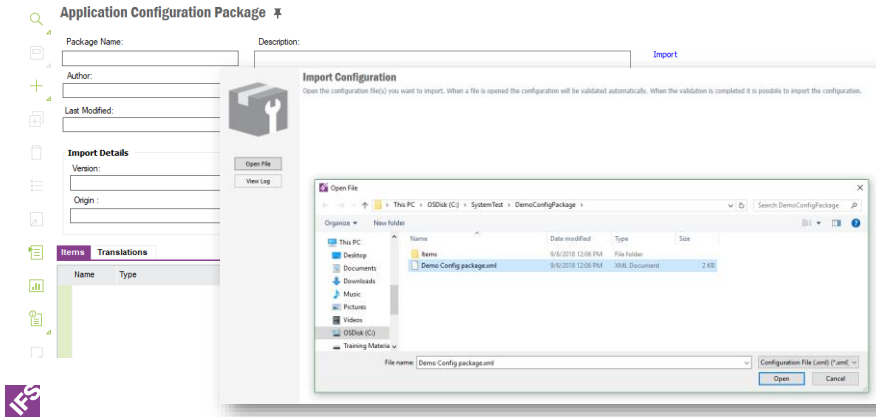 Application Configuration Package
Package Name:
Description:
Import
Author:
Last Modified:
Import Details
Version:
Origin :
Items
Translations
Name
Type
Import Configuration
Open the configuration file(s) you want to import. When a file is opened the configuration will be validated automatically. When the validation is completed it is possible to import the configuration.
Open File
View Log
Open File
This PC › OSDisk (C:) › SystemTest › DemoConfigPackage ›
Search DemoConfigPackage
Organize
New folder
Name
Date modified
Type
Size
This PC
Desktop
Documents
Downloads
Music
Pictures
Videos
OSDisk (C:)
Training Materia
Items
9/6/2018 12:06 PM
File folder
Demo Config package.xml
9/6/2018 12:06 PM
XML Document
2 KB
File name:
Demo Config package.xml
Configuration File (.xml) (*.xml(
Open
Cancel
IFS